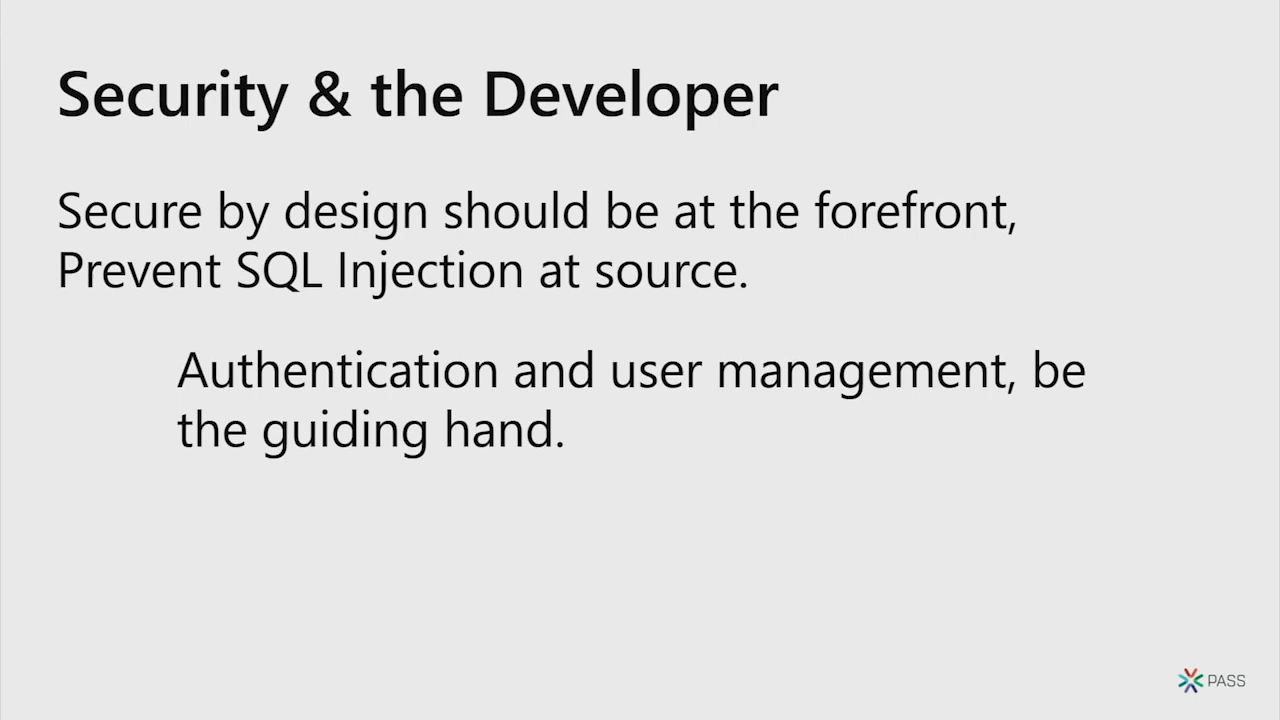 Security & the Developer
Secure by design should be at the forefront,
Prevent SQL Injection at source.
Authentication and user management, be
the guiding hand.
PASS